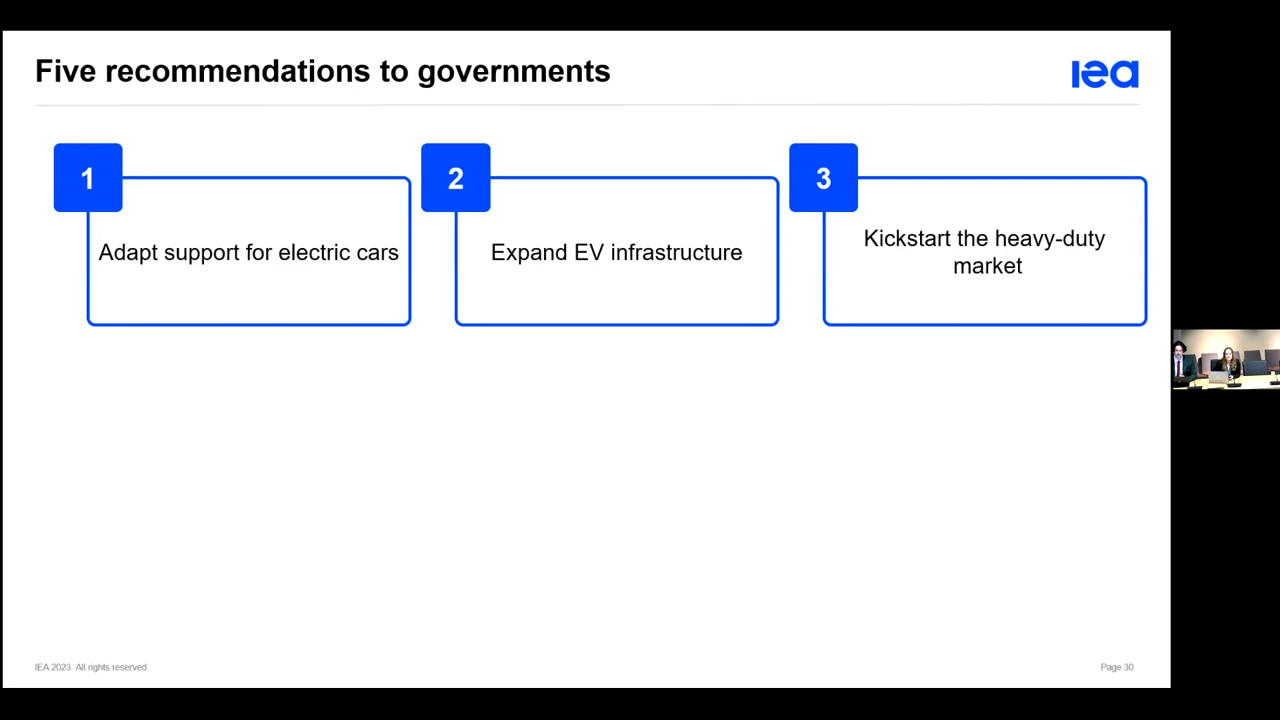 Five recommendations to governments
iea
1
Adapt support for electric cars
2
Expand EV infrastructure
3
Kickstart the heavy-duty
market
IEA 2023. All rights reserved.
Page 30